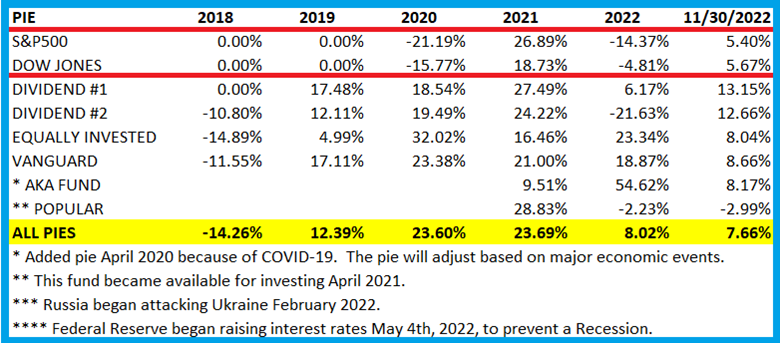 PIE 2018 2019 2020 2021 2022 11/30/2022
S&P500 0.00% 0.00% -21.19% 26.89% -14.37% 5.40%
DOW JONES 0.00% 0.00% -15.77% 18.73% -4.81% 5.67%
DIVIDEND #1 0.00% 17.48% 18.54% 27.49% 6.17% 13.15%
DIVIDEND #2 -10.80% 12.11% 19.49% 24.22% -21.63% 12.66%
EQUALLY INVESTED -14.89% 4.99% 32.02% 16.46% 23.34% 8.04%
VANGUARD -11.55% 17.11% 23.38% 21.00% 18.87% 8.66%
* AKA FUND 9.51% 54.62% 8.17%
** POPULAR 28.83% -2.23% -2.99%
ALL PIES -14.26% 12.39% 23.60% 23.69% 8.02% 7.66%
* Added pie April 2020 because of COVID-19. The pie will adjust based on major economic events.
** This fund became available for investing April 2021.
*** Russia began attacking Ukraine February 2022.
**** Federal Reserve began raising interest rates May 4th, 2022, to prevent a Recession.